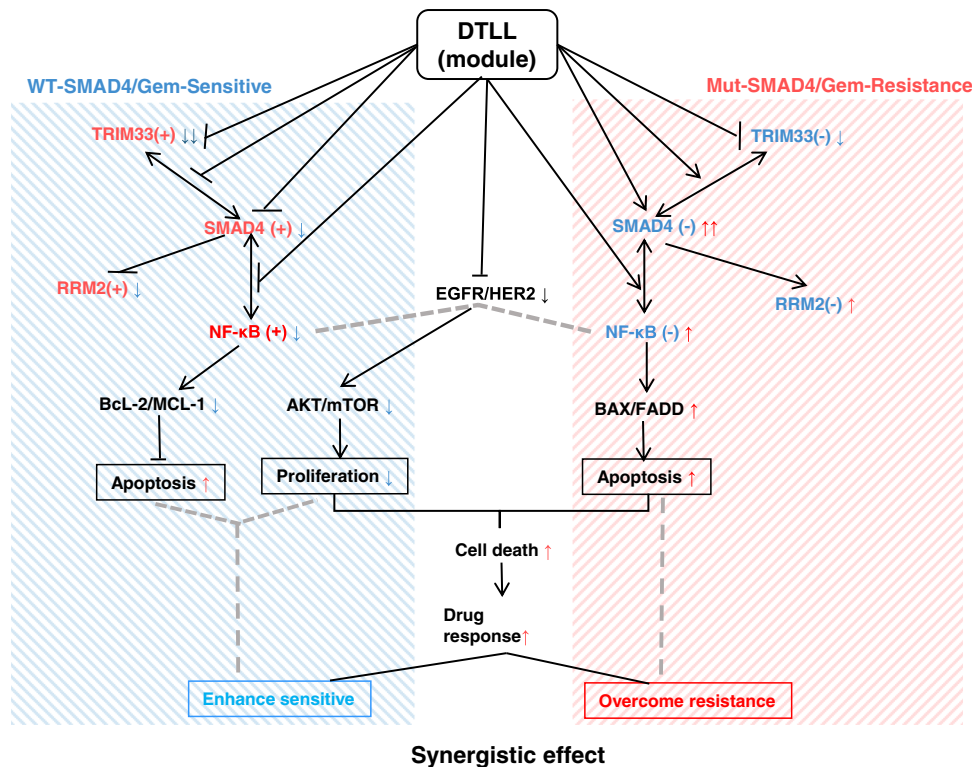 DTLL
(module)
WT-SMAD4/Gem-Sensitive
Mut-SMAD4/Gem-Resistance
TRIM33(+) ↓↓
TRIM33(-) ↓
SMAD4 (+) ↓
SMAD4 (-) ↑↑
RRM2(+) ↓
EGFR/HER2 ↓
RRM2(-) ↑
NF-κB (+) ↓
NF-κB (-) ↑
BcL-2/MCL-1 ↓
AKT/mTOR ↓
BAX/FADD ↑
Apoptosis ↑
Proliferation ↓
Apoptosis ↑
Cell death ↑
Drug
response↑
Enhance sensitive
Overcome resistance
Synergistic effect